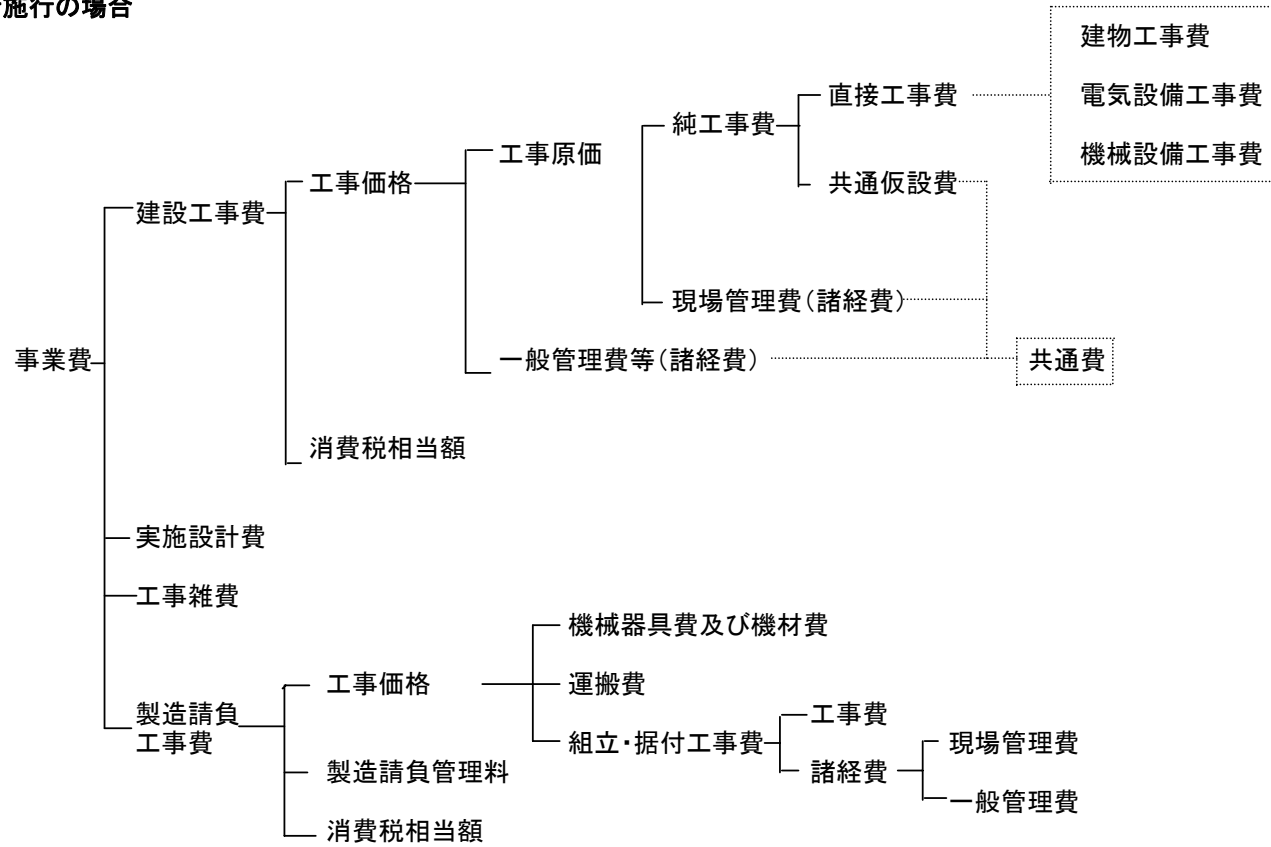 施行の場合
建物工事費
直接工事費
電気設備工事費
純工事費
工事原価
機械設備工事費
工事価格
共通仮設費
建設工事費
現場管理費(諸経費)
事業費
一般管理費等(諸経費)
共通費
消費税相当額
実施設計費
工事雑費
機械器具費及び機材費
工事価格
運搬費
製造請負
工事費
工事費
組立・据付工事費
現場管理費
製造請負管理料
諸経費
一般管理費
消費税相当額